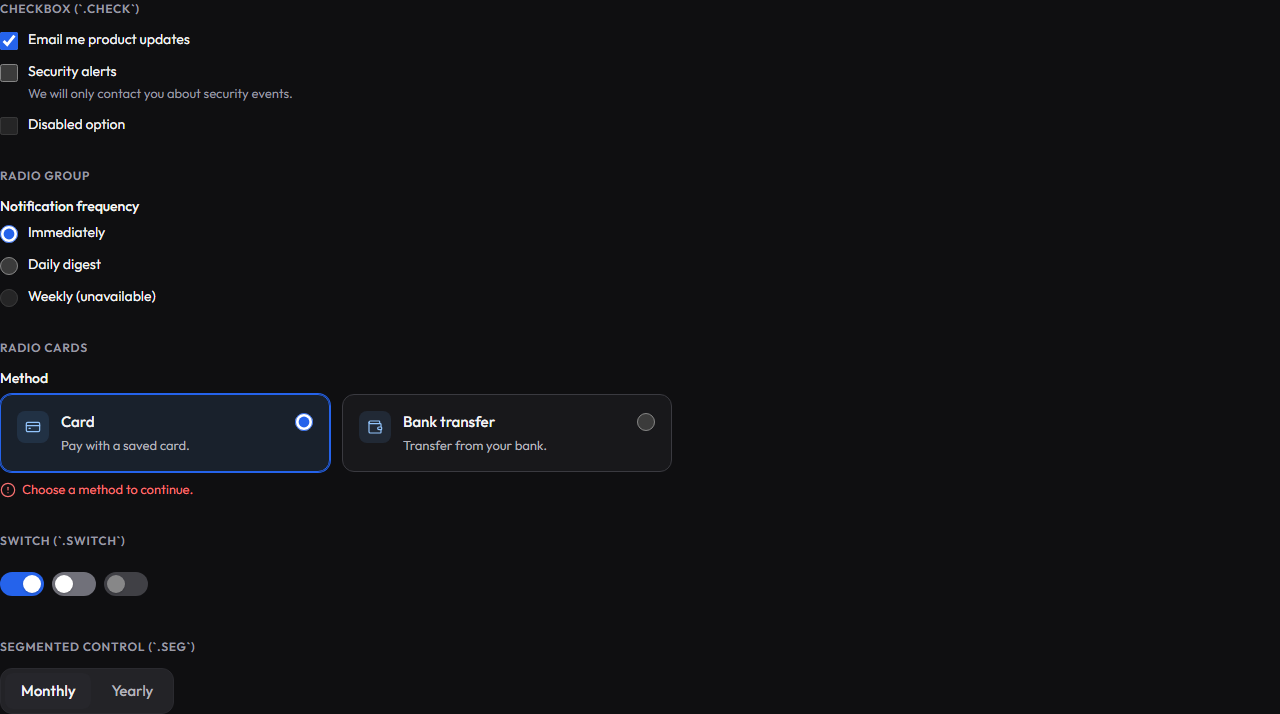 CHECKBOX (`.CHECK`)
Email me product updates
Security alerts
We will only contact you about security events.
Disabled option
RADIO GROUP
Notification frequency
Immediately
Daily digest
Weekly (unavailable)
RADIO CARDS
Method
Card
Pay with a saved card.
Bank transfer
Transfer from your bank.
Choose a method to continue.
SWITCH (`.SWITCH`)
SEGMENTED CONTROL (`.SEG`)
Monthly Yearly